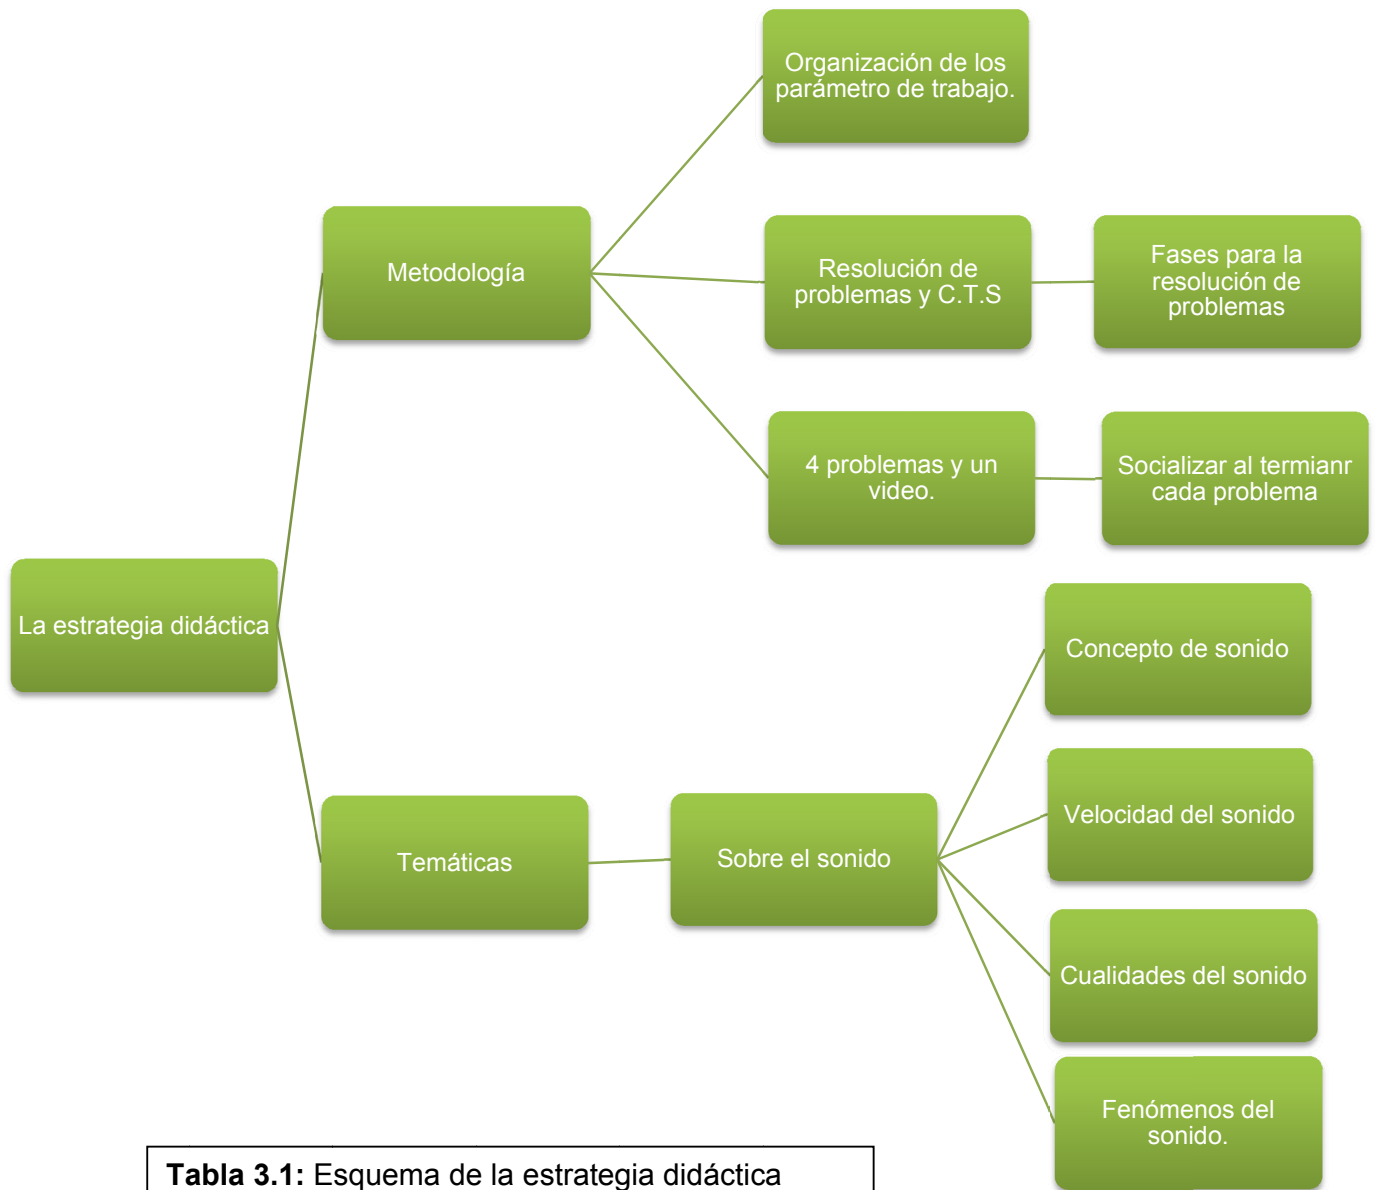 Organización de los
parámetro de trabajo.
Metodología
Resolución de
problemas y C.T.S
Fases para la
resolución de
problemas
4 problemas y un
video.
Socializar al termianr
cada problema
La estrategia didáctica
Concepto de sonido
Velocidad del sonido
Temáticas
Sobre el sonido
Cualidades del sonido
Fenómenos del
sonido.
Tabla 3.1: Esquema de la estrategia didáctica